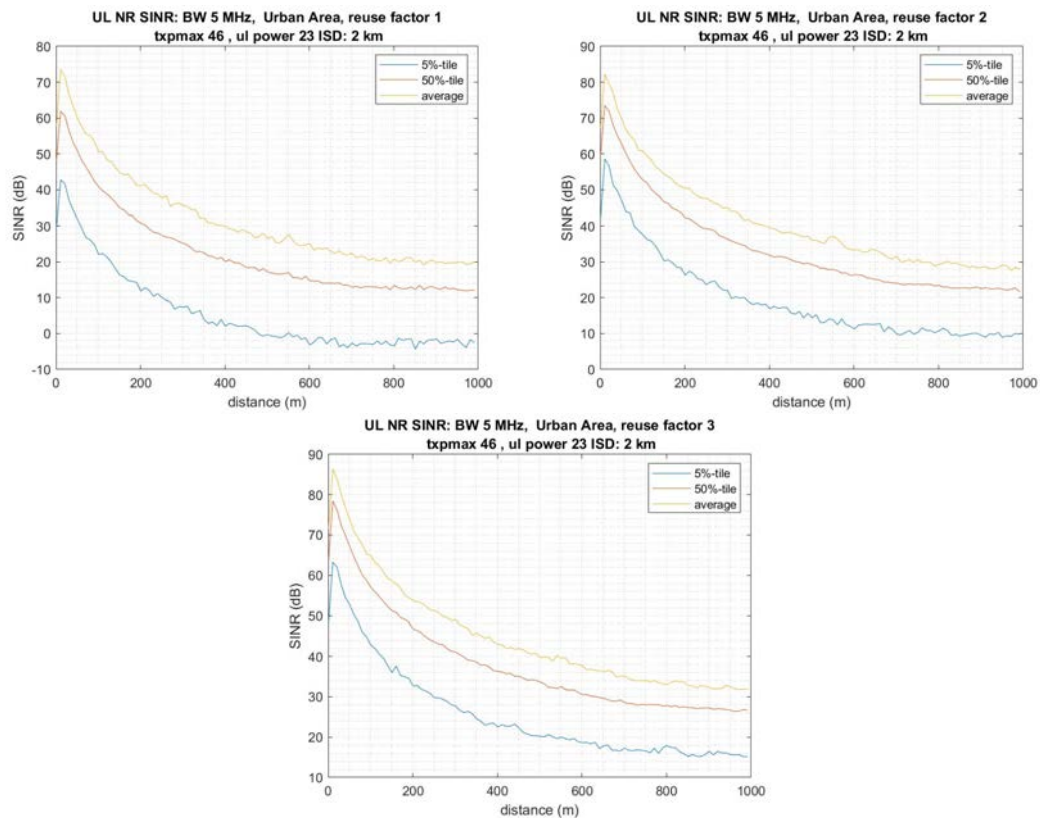 UL NR SINR: BW 5 MHz,  Urban Area, reuse factor 1
txpmax 46 , ul power 23 ISD: 2 km
80
70
60
50
40
30
20
10
0
-10
SINR (dB)
5%-tile
50%-tile
average
0 200 400 600 800 1000
distance (m)
UL NR SINR: BW 5 MHz,  Urban Area, reuse factor 2
txpmax 46 , ul power 23 ISD: 2 km
90
80
70
60
50
40
30
20
10
0
SINR (dB)
5%-tile
50%-tile
average
0 200 400 600 800 1000
distance (m)
UL NR SINR: BW 5 MHz,  Urban Area, reuse factor 3
txpmax 46 , ul power 23 ISD: 2 km
90
80
70
60
50
40
30
20
10
SINR (dB)
5%-tile
50%-tile
average
0 200 400 600 800 1000
distance (m)